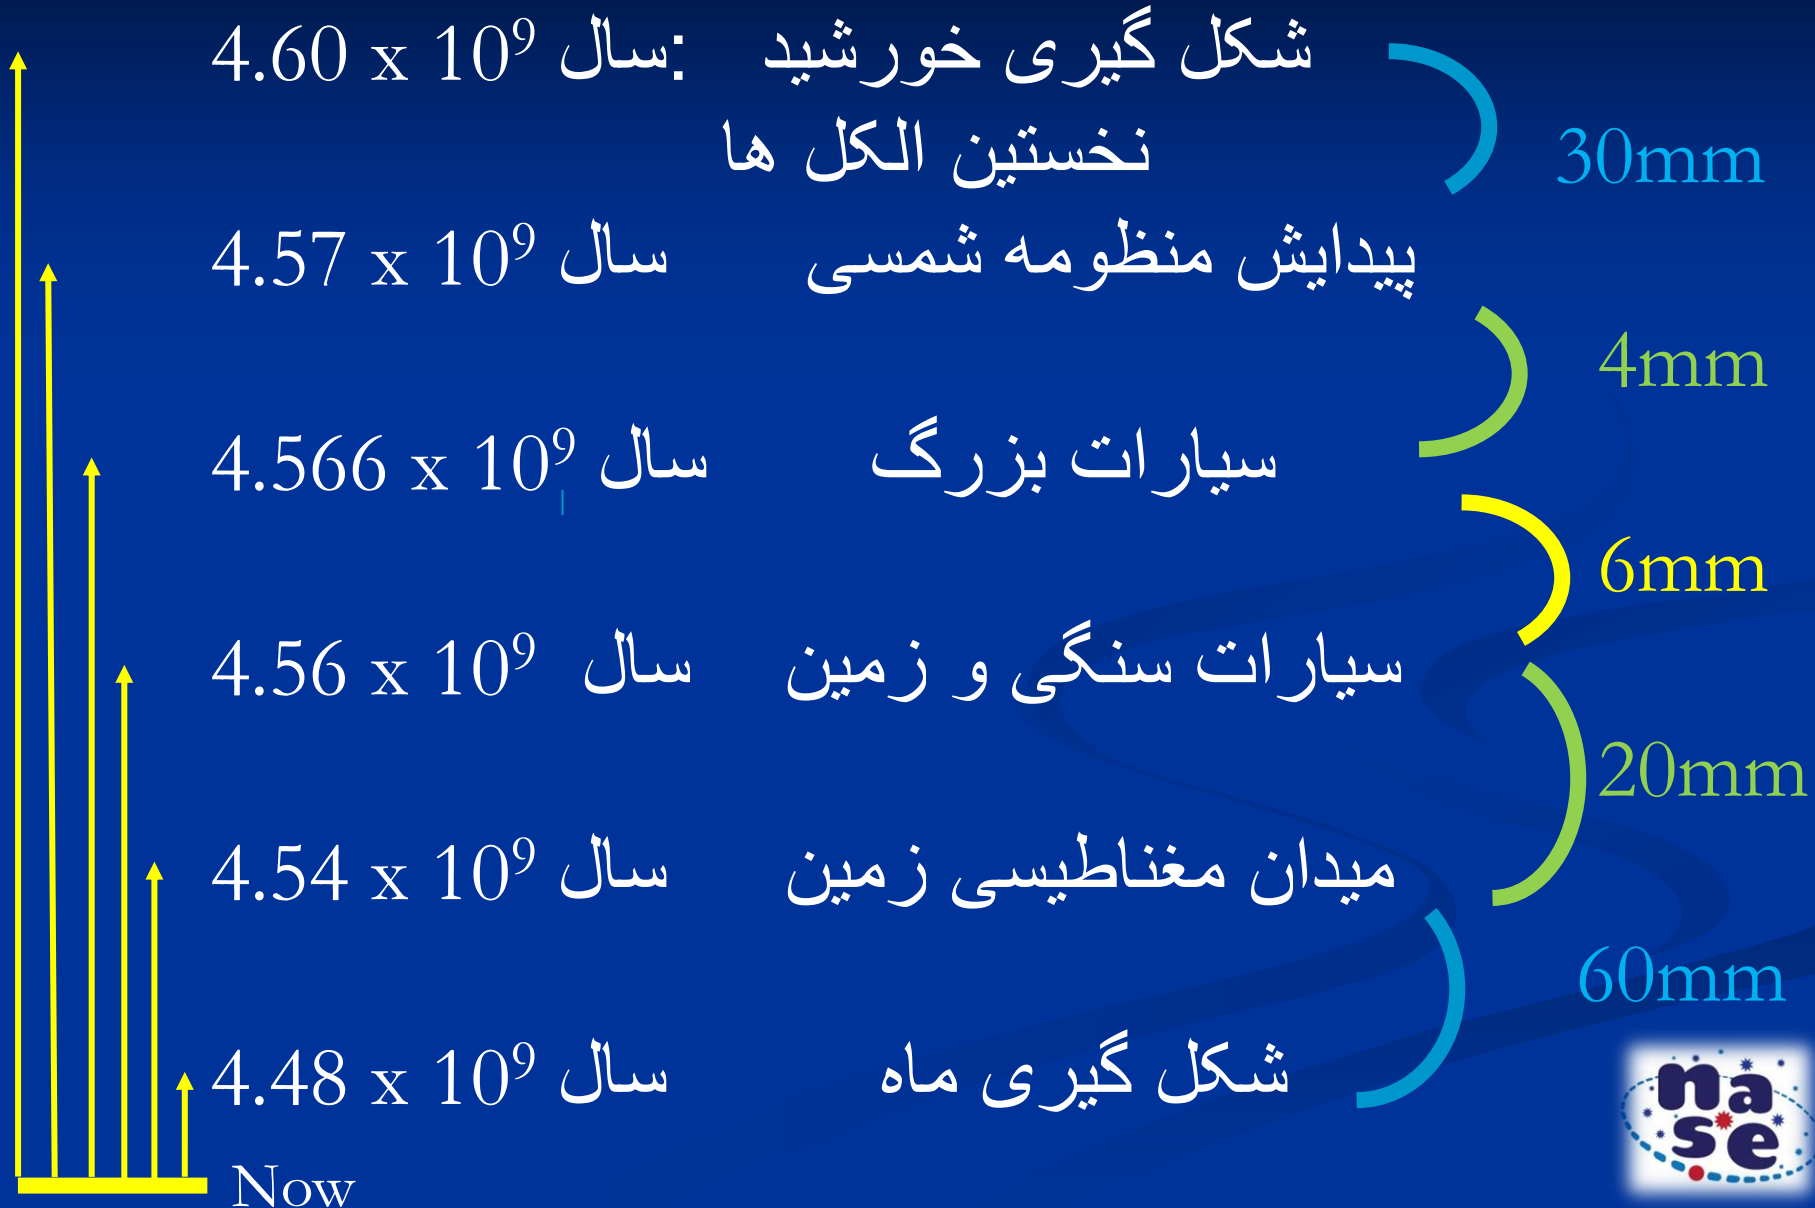 شکل گیری خورشید :سال 4.60 x 10⁹
نخستین الکل ها
30mm
پیدایش منظومه شمسی سال 4.57 x 10⁹
4mm
سیارات بزرگ سال 4.566 x 10⁹
6mm
سیارات سنگی و زمین سال 4.56 x 10⁹
20mm
میدان مغناطیسی زمین سال 4.54 x 10⁹
60mm
شکل گیری ماه سال 4.48 x 10⁹
Now
nase